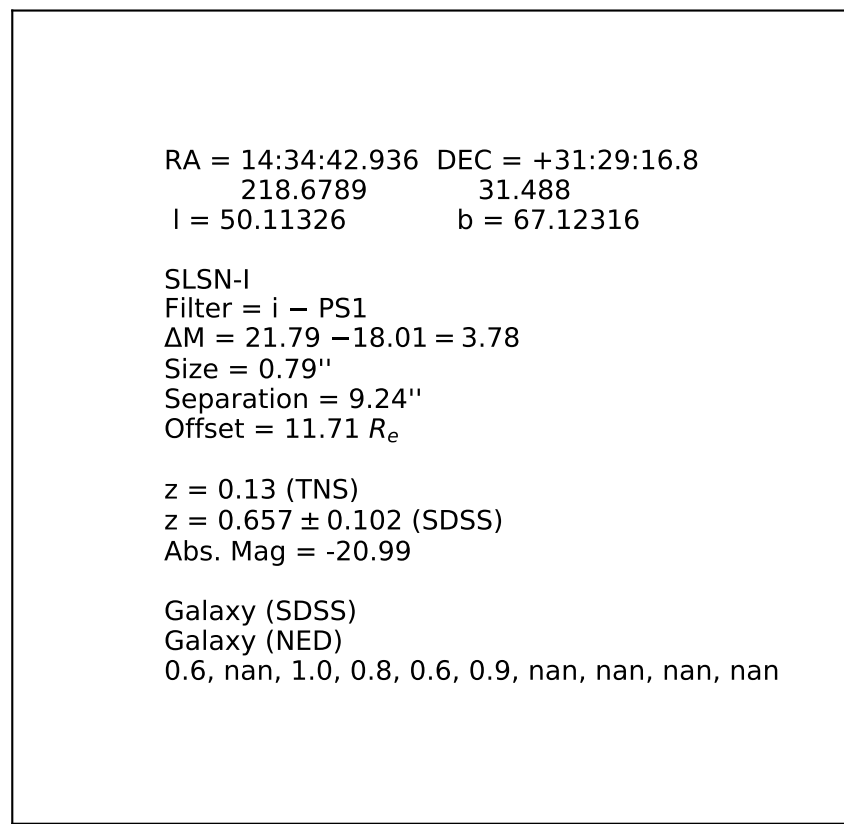 RA = 14:34:42.936  DEC = +31:29:16.8
218.6789  31.488
l = 50.11326  b = 67.12316
SLSN-I
Filter = i − PS1
ΔM = 21.79 −18.01 = 3.78
Size = 0.79''
Separation = 9.24''
Offset = 11.71 Rₑ
z = 0.13 (TNS)
z = 0.657 ± 0.102 (SDSS)
Abs. Mag = -20.99
Galaxy (SDSS)
Galaxy (NED)
0.6, nan, 1.0, 0.8, 0.6, 0.9, nan, nan, nan, nan